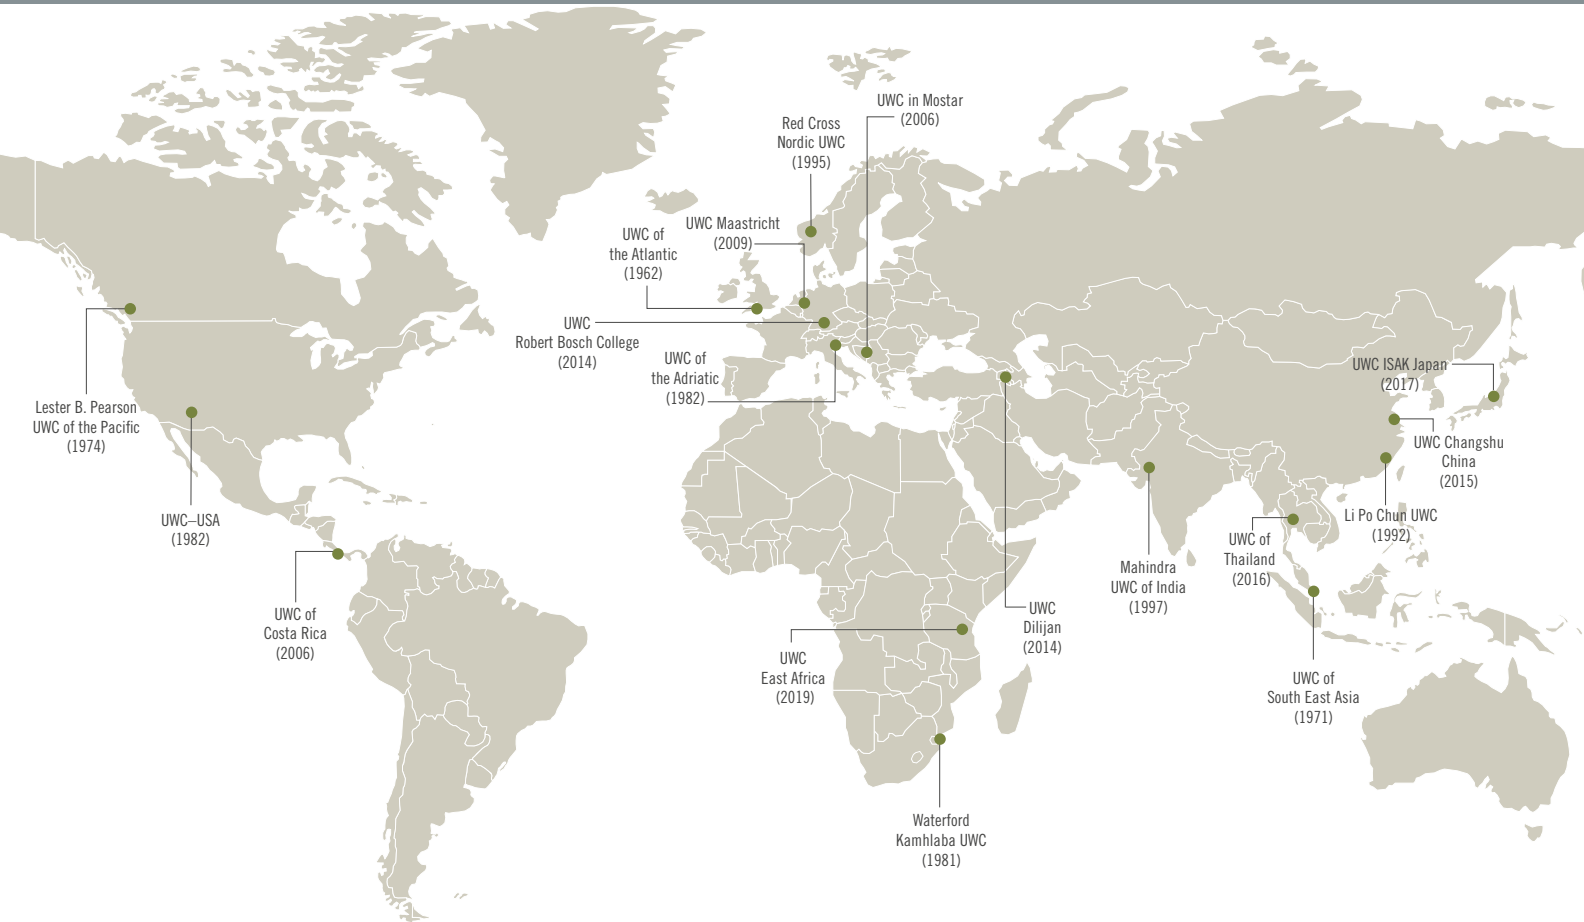 UWC in Mostar
(2006)
Red Cross
Nordic UWC
(1995)
UWC Maastricht
(2009)
UWC of
the Atlantic
(1962)
UWC
Robert Bosch College
(2014)
UWC of
the Adriatic
(1982)
Lester B. Pearson
UWC of the Pacific
(1974)
UWC–USA
(1982)
UWC of
Costa Rica
(2006)
UWC ISAK Japan
(2017)
UWC Changshu
China
(2015)
Li Po Chun UWC
(1992)
UWC of
Thailand
(2016)
Mahindra
UWC of India
(1997)
UWC
Dilijan
(2014)
UWC
East Africa
(2019)
UWC of
South East Asia
(1971)
Waterford
Kamhlaba UWC
(1981)